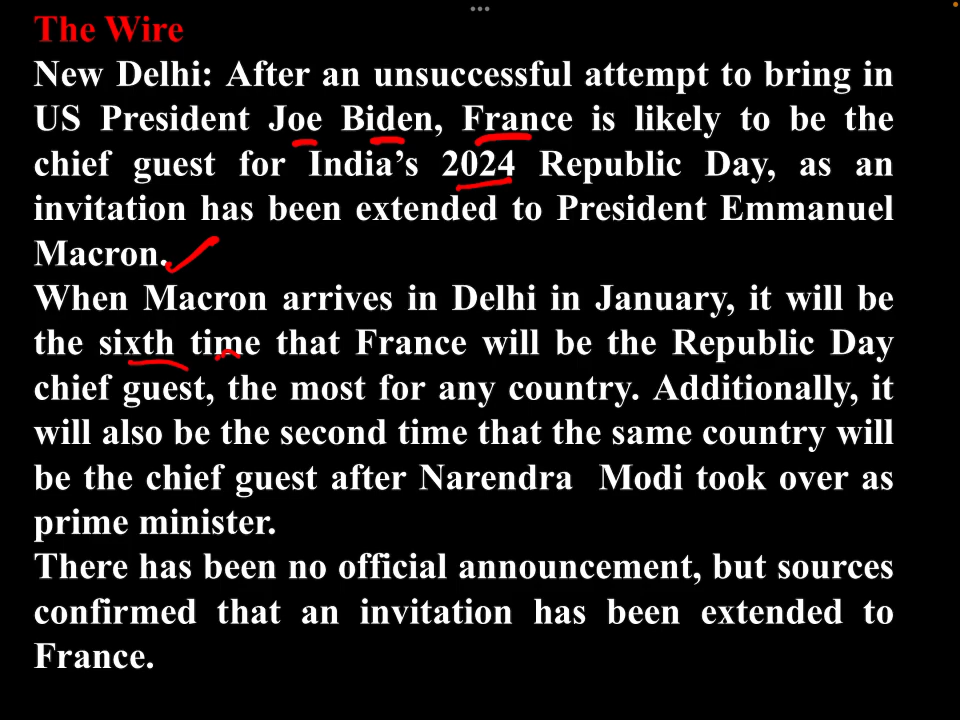 The Wire
New Delhi: After an unsuccessful attempt to bring in
US President Joe Biden, France is likely to be the
chief guest for India’s 2024 Republic Day, as an
invitation has been extended to President Emmanuel
Macron.
When Macron arrives in Delhi in January, it will be
the sixth time that France will be the Republic Day
chief guest, the most for any country. Additionally, it
will also be the second time that the same country will
be the chief guest after Narendra  Modi took over as
prime minister.
There has been no official announcement, but sources
confirmed that an invitation has been extended to
France.